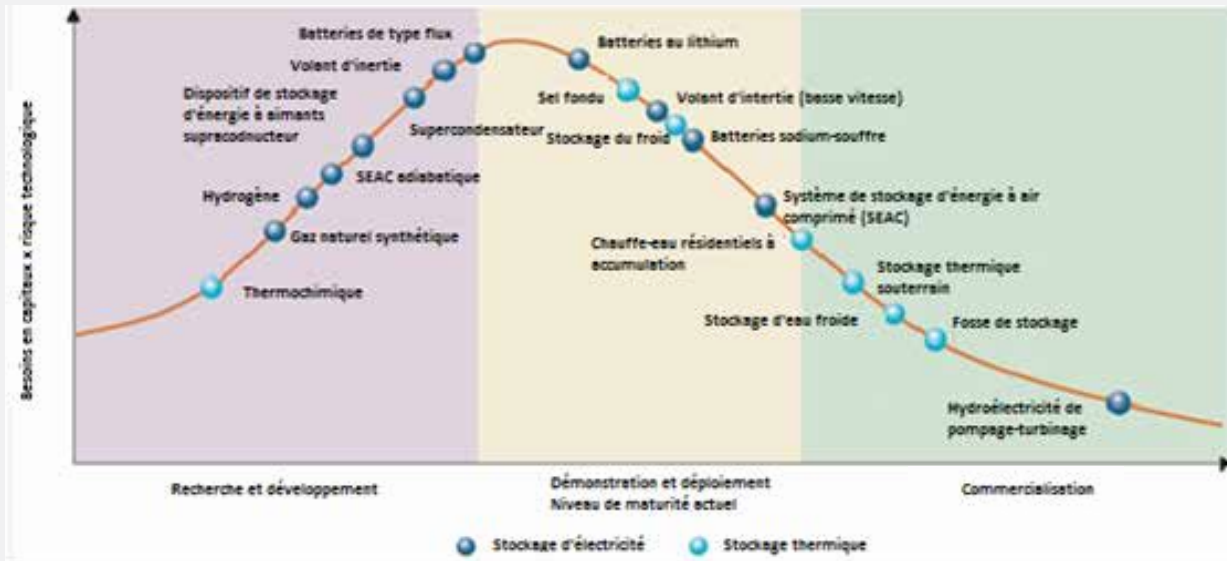 Besoins en capitaux x risque technologique
Batteries de type flux
Volant d'inertie
Dispositif de stockage
d'énergie à aimants
supracodnucteur
Supercondensateur
SEAC adiabatique
Hydrogène
Gaz naturel synthétique
Thermochimique
Batteries au lithium
Sel fondu
Volant d'intertie (basse vitesse)
Stockage du froid
Batteries sodium-souffre
Système de stockage d'énergie à air
comprimé (SEAC)
Chauffe-eau résidentiels à
accumulation
Stockage thermique
souterrain
Stockage d'eau froide
Fosse de stockage
Hydroélectricité de
pompage-turbinage
Recherche et développement
Démonstration et déploiement
Niveau de maturité actuel
Commercialisation
Stockage d'électricité
Stockage thermique